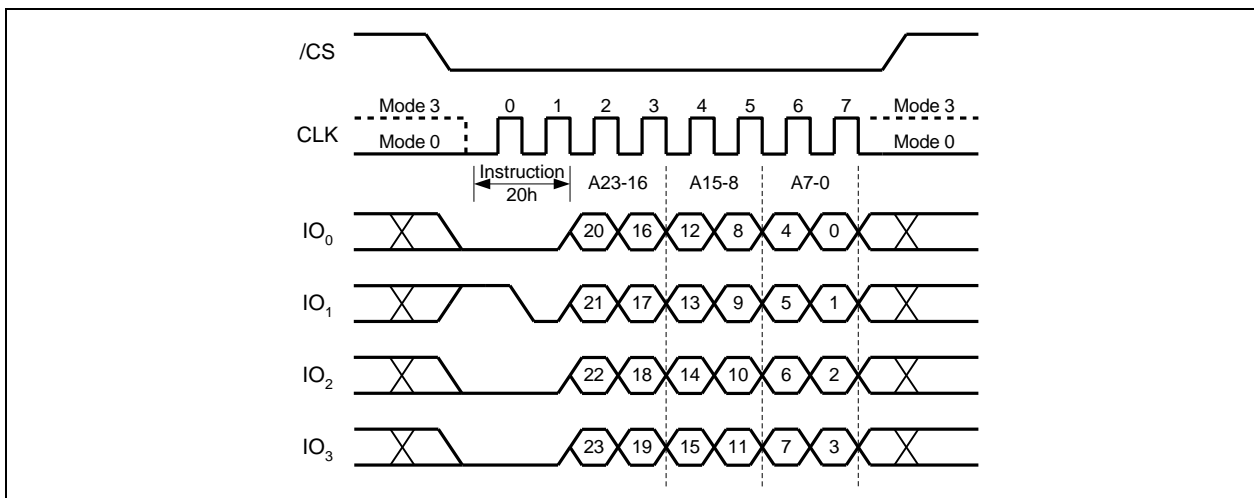 /CS
Mode 3 0 1 2 3 4 5 6 7 Mode 3
CLK
Mode 0 Mode 0
Instruction A23-16 A15-8 A7-0
20h
IO0 20 16 12 8 4 0
IO1 21 17 13 9 5 1
IO2 22 18 14 10 6 2
IO3 23 19 15 11 7 3